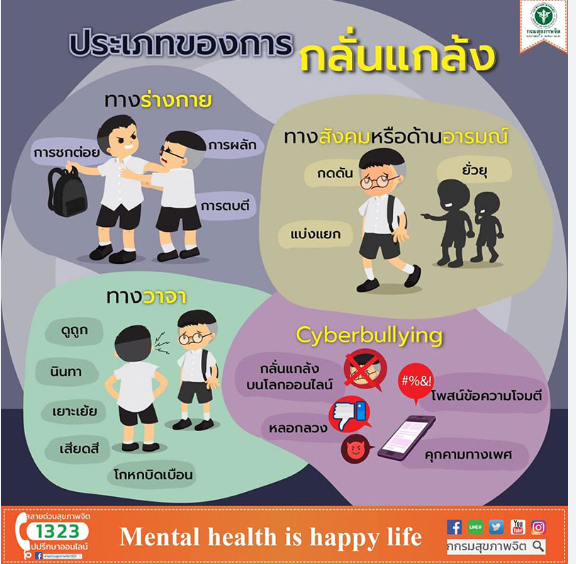 ประเภทของการ กลั่นแกล้ง
กรมสุขภาพจิต
ทางร่างกาย
การชกต่อย
การผลัก
การตบตี
ทางสังคมหรือด้านอารมณ์
กดดัน
ยั่วยุ
แบ่งแยก
ทางวาจา
ดูถูก
นินทา
เยาะเย้ย
เสียดสี
โกหกบิดเบือน
Cyberbullying
กลั่นแกล้ง
บนโลกออนไลน์
#%&!
โพสน์ข้อความโจมตี
หลอกลวง
คุกคามทางเพศ
สายด่วนสุขภาพจิต
1323
ปรึกษาออนไลน์
Mental health is happy life
LINE
You
Tube
กกรมสุขภาพจิต